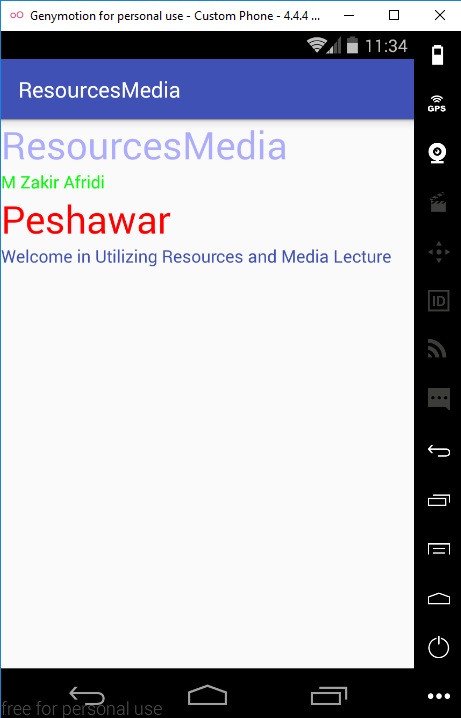 Genymotion for personal use - Custom Phone - 4.4.4 ...
11:34
GPS
ResourcesMedia
ResourcesMedia
M Zakir Afridi
Peshawar
Welcome in Utilizing Resources and Media Lecture
ID
free for personal use